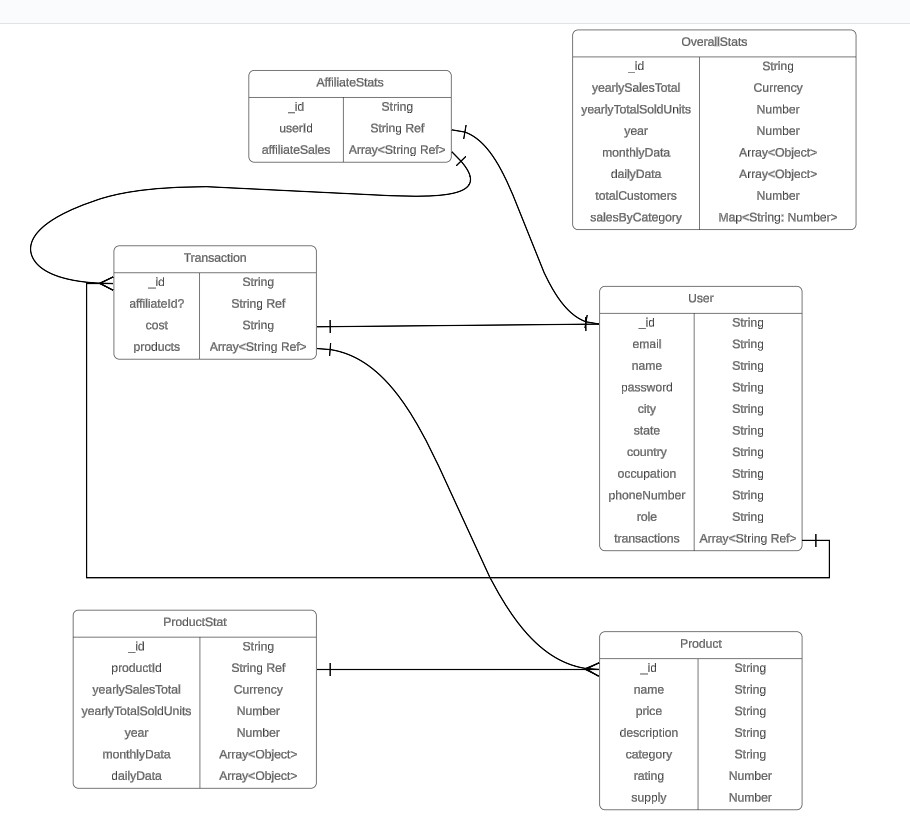 OverallStats
_id String
yearlySalesTotal Currency
yearlyTotalSoldUnits Number
year Number
monthlyData Array<Object>
dailyData Array<Object>
totalCustomers Number
salesByCategory Map<String: Number>
AffiliateStats
_id String
userId String Ref
affiliateSales Array<String Ref>
Transaction
_id String
affiliateId? String Ref
cost String
products Array<String Ref>
User
_id String
email String
name String
password String
city String
state String
country String
occupation String
phoneNumber String
role String
transactions Array<String Ref>
ProductStat
_id String
productId String Ref
yearlySalesTotal Currency
yearlyTotalSoldUnits Number
year Number
monthlyData Array<Object>
dailyData Array<Object>
Product
_id String
name String
price String
description String
category String
rating Number
supply Number